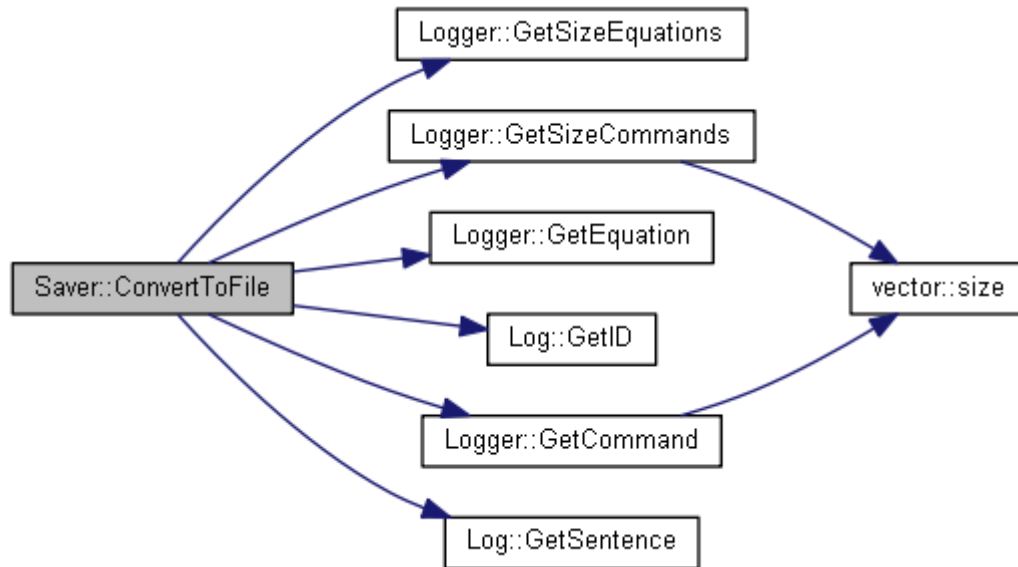 Logger::GetSizeEquations
Logger::GetSizeCommands
Logger::GetEquation
Saver::ConvertToFile
vector::size
Log::GetID
Logger::GetCommand
Log::GetSentence